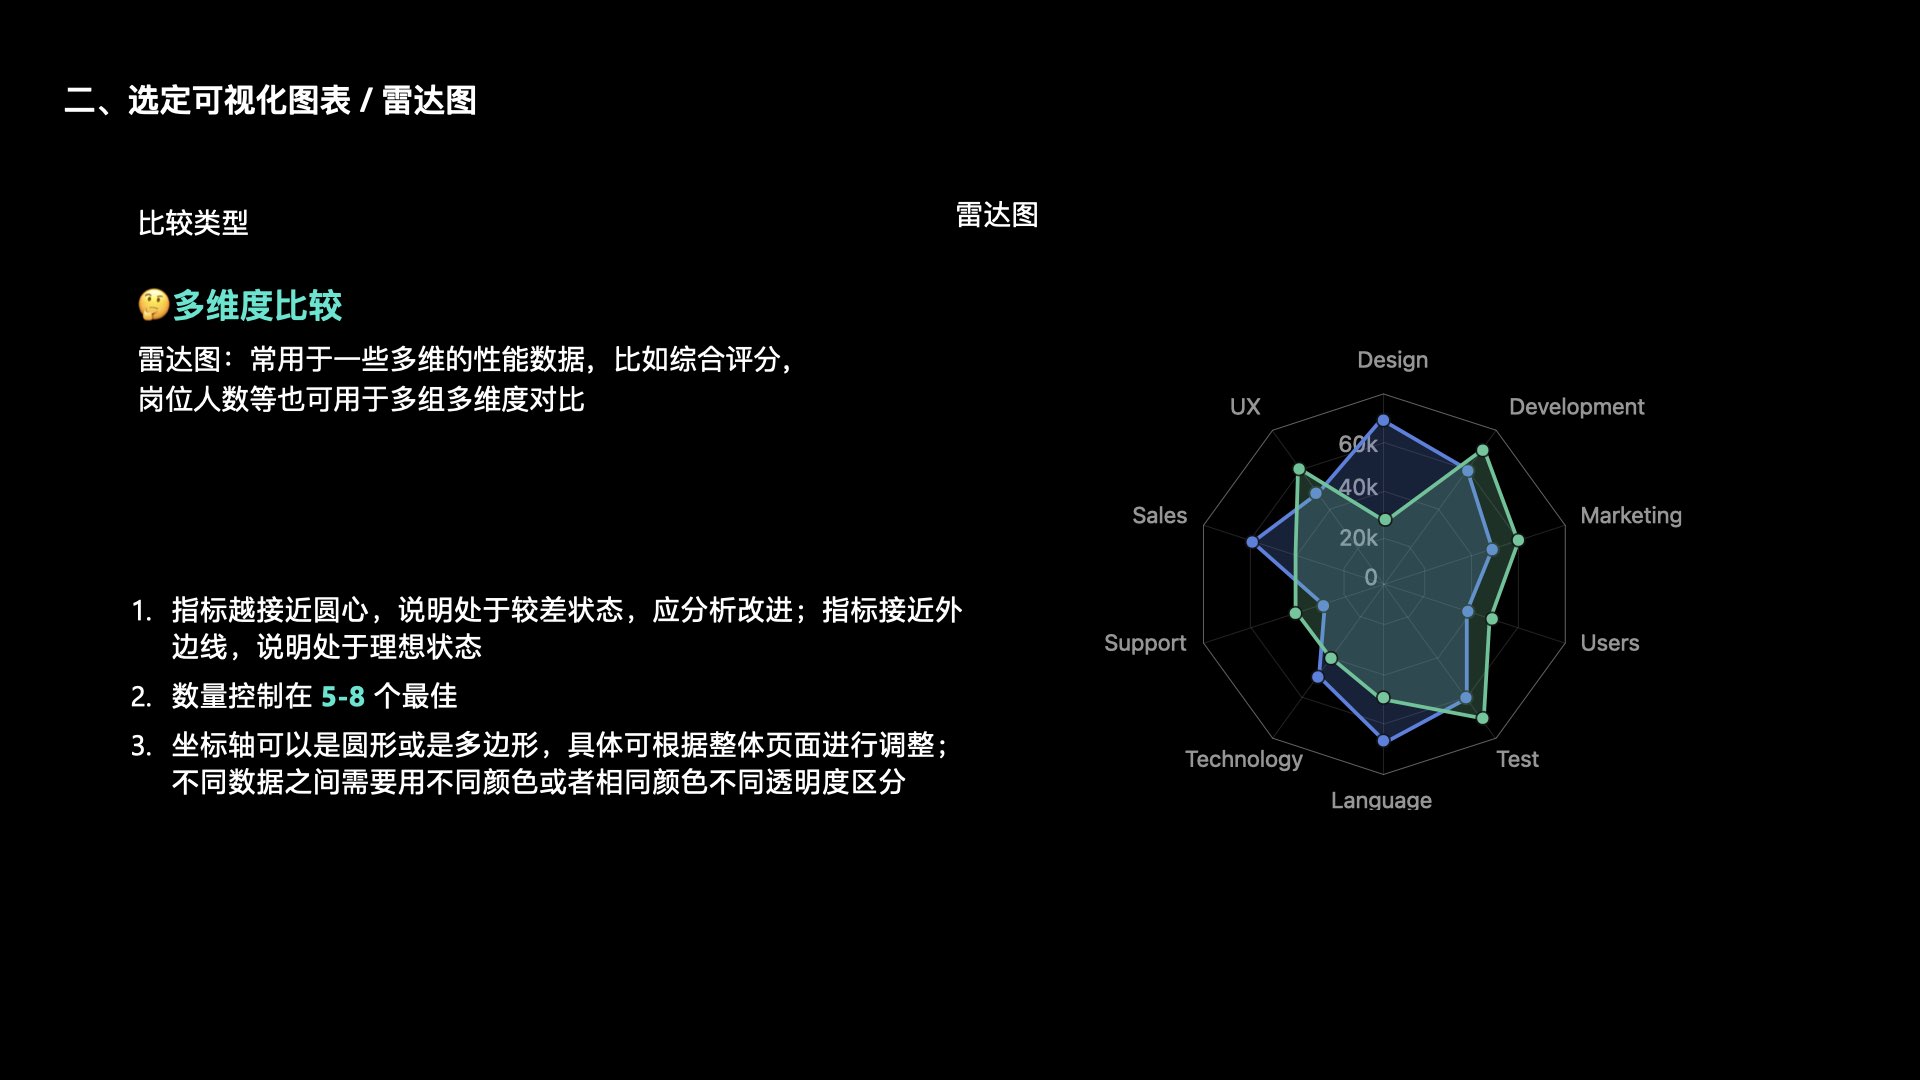 二、选定可视化图表 / 雷达图
比较类型
雷达图
🤔多维度比较
雷达图：常用于一些多维的性能数据，比如综合评分，
岗位人数等也可用于多组多维度对比
1. 指标越接近圆心，说明处于较差状态，应分析改进；指标接近外
边线，说明处于理想状态
2. 数量控制在 5-8 个最佳
3. 坐标轴可以是圆形或是多边形，具体可根据整体页面进行调整；
不同数据之间需要用不同颜色或者相同颜色不同透明度区分
Design
UX
Development
60k
40k
Sales
Marketing
20k
0
Support
Users
Technology
Test
Language